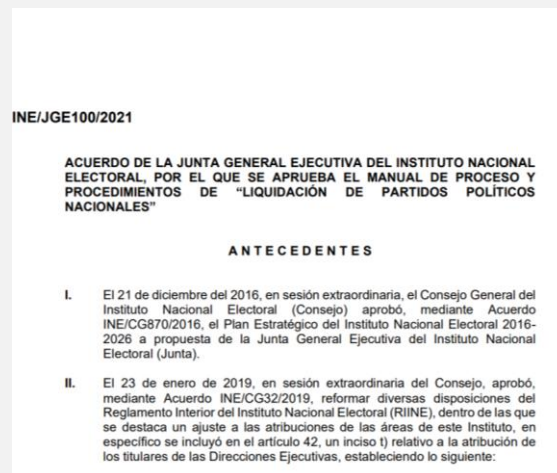 INE/JGE100/2021
ACUERDO DE LA JUNTA GENERAL EJECUTIVA DEL INSTITUTO NACIONAL
ELECTORAL, POR EL QUE SE APRUEBA EL MANUAL DE PROCESO Y
PROCEDIMIENTOS DE “LIQUIDACIÓN DE PARTIDOS POLÍTICOS
NACIONALES”
A N T E C E D E N T E S
I. El 21 de diciembre del 2016, en sesión extraordinaria, el Consejo General del
Instituto Nacional Electoral (Consejo) aprobó, mediante Acuerdo
INE/CG870/2016, el Plan Estratégico del Instituto Nacional Electoral 2016-
2026 a propuesta de la Junta General Ejecutiva del Instituto Nacional
Electoral (Junta).
II. El 23 de enero de 2019, en sesión extraordinaria del Consejo, aprobó,
mediante Acuerdo INE/CG32/2019, reformar diversas disposiciones del
Reglamento Interior del Instituto Nacional Electoral (RIINE), dentro de las que
se destaca un ajuste a las atribuciones de las áreas de este Instituto, en
específico se incluyó en el artículo 42, un inciso t) relativo a la atribución de
los titulares de las Direcciones Ejecutivas, estableciendo lo siguiente: